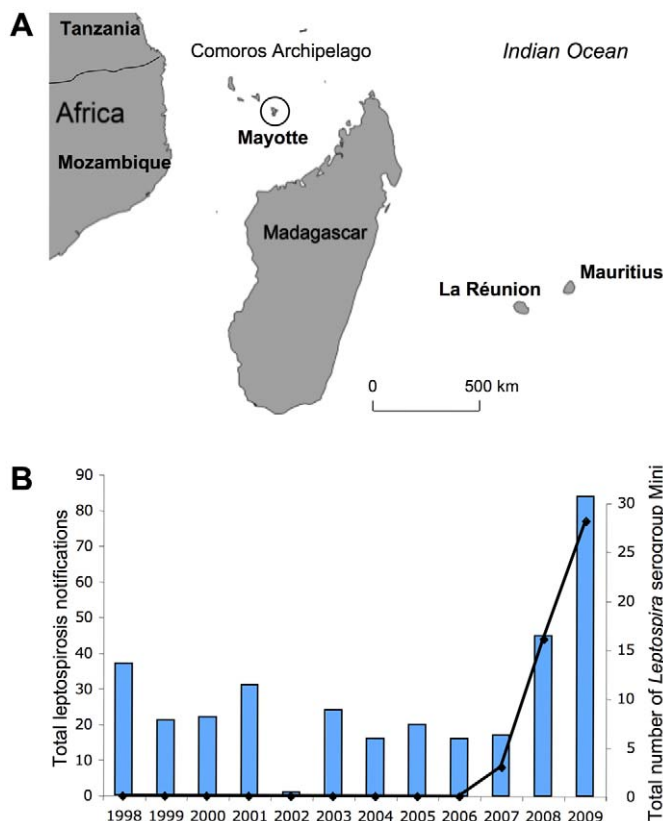 A
Tanzania
Comoros Archipelago
Indian Ocean
Africa
Mayotte
Mozambique
Madagascar
Mauritius
La Réunion
0 500 km
B
Total leptospirosis notifications
90
80
70
60
50
40
30
20
10
0
30
25
20
15
10
5
0
Total number of Leptospira serogroup Mini
1998 1999 2000 2001 2002 2003 2004 2005 2006 2007 2008 2009